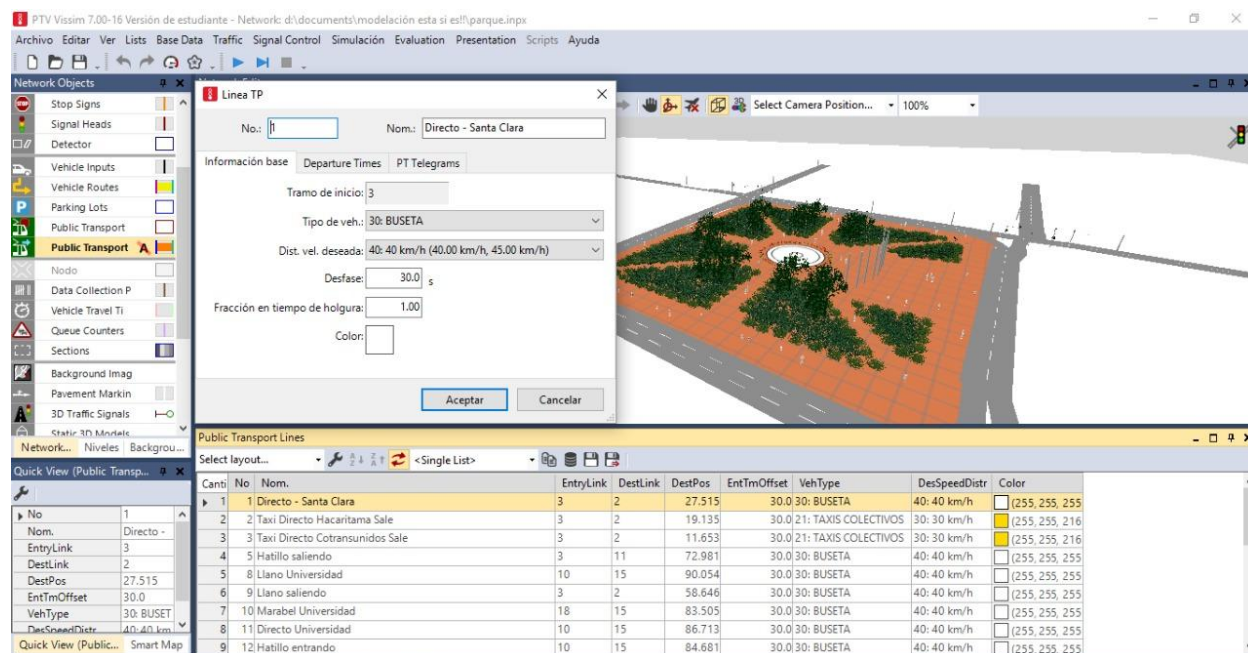 PTV Vissim 7.00-16 Versión de estudiante - Network: d:\documents\modelación esta si es!!\parque.inpx
Archivo Editar Ver Lists Base Data Traffic Signal Control Simulación Evaluation Presentation Scripts Ayuda
Network Objects
Stop Signs
Signal Heads
Detector
Vehicle Inputs
Vehicle Routes
Parking Lots
Public Transport
Public Transport A
Nodo
Data Collection P
Vehicle Travel Ti
Queue Counters
Sections
Background Imag
Pavement Markin
3D Traffic Signals
Static 3D Models
Network... Niveles Backgrou...
Linea TP
No.: 1 Nom.: Directo - Santa Clara
Información base Departure Times PT Telegrams
Tramo de inicio: 3
Tipo de veh.: 30: BUSETA
Dist. vel. deseada: 40: 40 km/h (40.00 km/h, 45.00 km/h)
Desfase: 30.0 s
Fracción en tiempo de holgura: 1.00
Color:
Aceptar Cancelar
Select Camera Position... 100%
Quick View (Public Transp...
No 1
Nom. Directo -
EntryLink 3
DestLink 2
DestPos 27.515
EntTmOffset 30.0
VehType 30: BUSET
DesSpeedDistr 40: 40 km
Quick View (Public... Smart Map
Public Transport Lines
Select layout... <Single List>
Canti No Nom. EntryLink DestLink DestPos EntTmOffset VehType DesSpeedDistr Color
1 1 Directo - Santa Clara 3 2 27.515 30.0 30: BUSETA 40: 40 km/h (255, 255, 255
2 2 Taxi Directo Hacaritama Sale 3 2 19.135 30.0 21: TAXIS COLECTIVOS 30: 30 km/h (255, 255, 216
3 3 Taxi Directo Cotransunidos Sale 3 2 11.653 30.0 21: TAXIS COLECTIVOS 30: 30 km/h (255, 255, 216
4 5 Hatillo saliendo 3 11 72.981 30.0 30: BUSETA 40: 40 km/h (255, 255, 255
5 8 Llano Universidad 10 15 90.054 30.0 30: BUSETA 40: 40 km/h (255, 255, 255
6 9 Llano saliendo 3 2 58.646 30.0 30: BUSETA 40: 40 km/h (255, 255, 255
7 10 Marabel Universidad 18 15 83.505 30.0 30: BUSETA 40: 40 km/h (255, 255, 255
8 11 Directo Universidad 10 15 86.713 30.0 30: BUSETA 40: 40 km/h (255, 255, 255
9 12 Hatillo entrando 10 15 84.681 30.0 30: BUSETA 40: 40 km/h (255, 255, 255